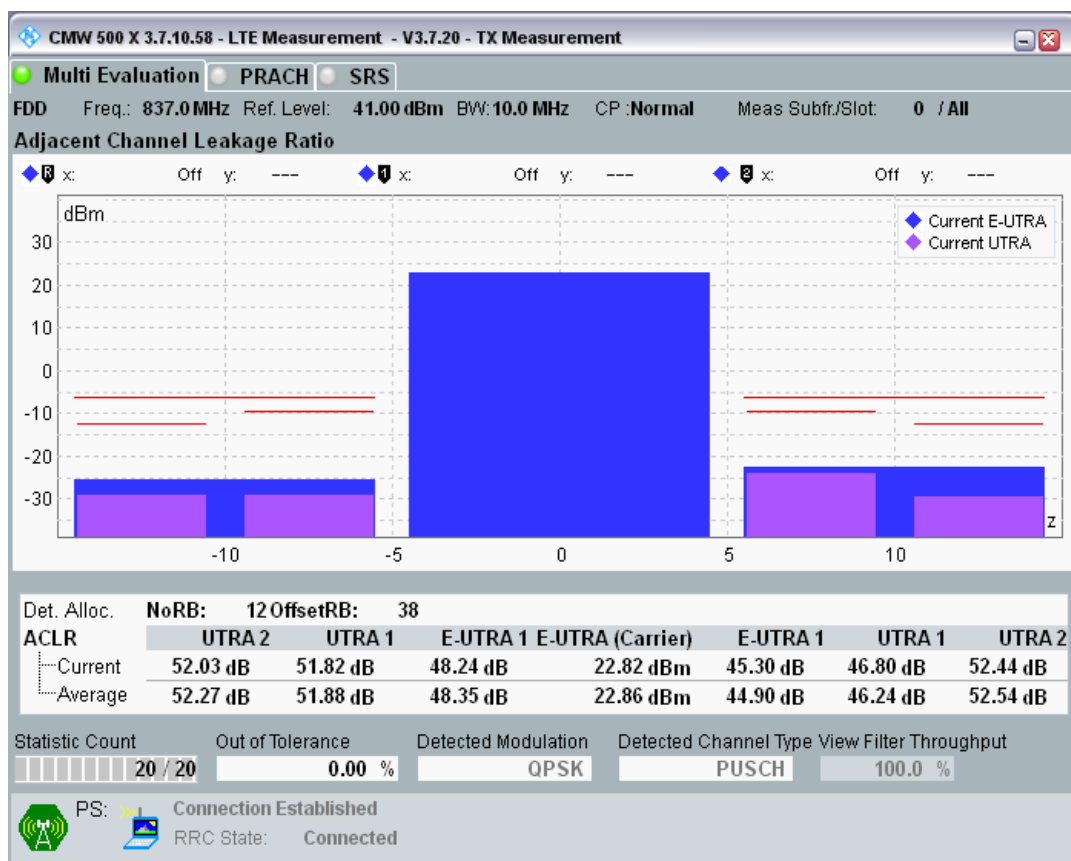 CMW 500 X 3.7.10.58 - LTE Measurement - V3.7.20 - TX Measurement
Multi Evaluation PRACH SRS
FDD Freq.: 837.0 MHz Ref. Level: 41.00 dBm BW: 10.0 MHz CP :Normal Meas Subfr./Slot: 0 / All
Adjacent Channel Leakage Ratio
R x: Off y: --- 1 x: Off y: --- 2 x: Off y: ---
dBm
Current E-UTRA
Current UTRA
30
20
10
0
-10
-20
-30
z
-10 -5 0 5 10
Det. Alloc. NoRB: 12 OffsetRB: 38
ACLR UTRA 2 UTRA 1 E-UTRA 1 E-UTRA (Carrier) E-UTRA 1 UTRA 1 UTRA 2
Current 52.03 dB 51.82 dB 48.24 dB 22.82 dBm 45.30 dB 46.80 dB 52.44 dB
Average 52.27 dB 51.88 dB 48.35 dB 22.86 dBm 44.90 dB 46.24 dB 52.54 dB
Statistic Count Out of Tolerance Detected Modulation Detected Channel Type View Filter Throughput
20 / 20 0.00 % QPSK PUSCH 100.0 %
PS: Connection Established
RRC State: Connected